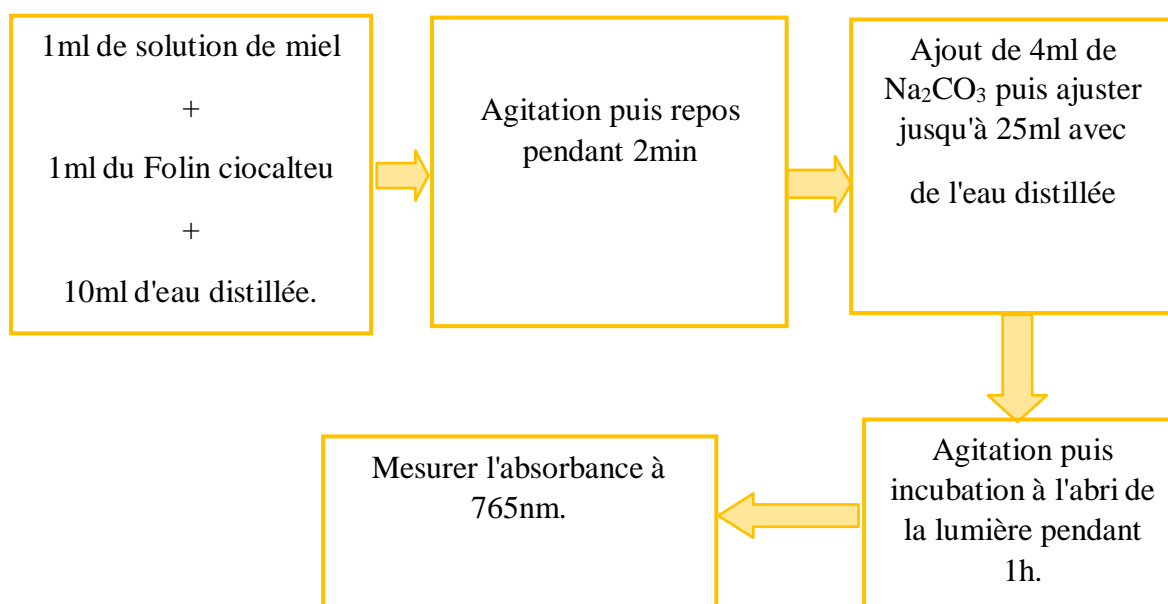 1ml de solution de miel
+
1ml du Folin ciocalteu
+
10ml d'eau distillée.
Agitation puis repos
pendant 2min
Ajout de 4ml de
Na₂CO₃ puis ajuster
jusqu'à 25ml avec
de l'eau distillée
Agitation puis
incubation à l'abri de
la lumière pendant
1h.
Mesurer l'absorbance à
765nm.